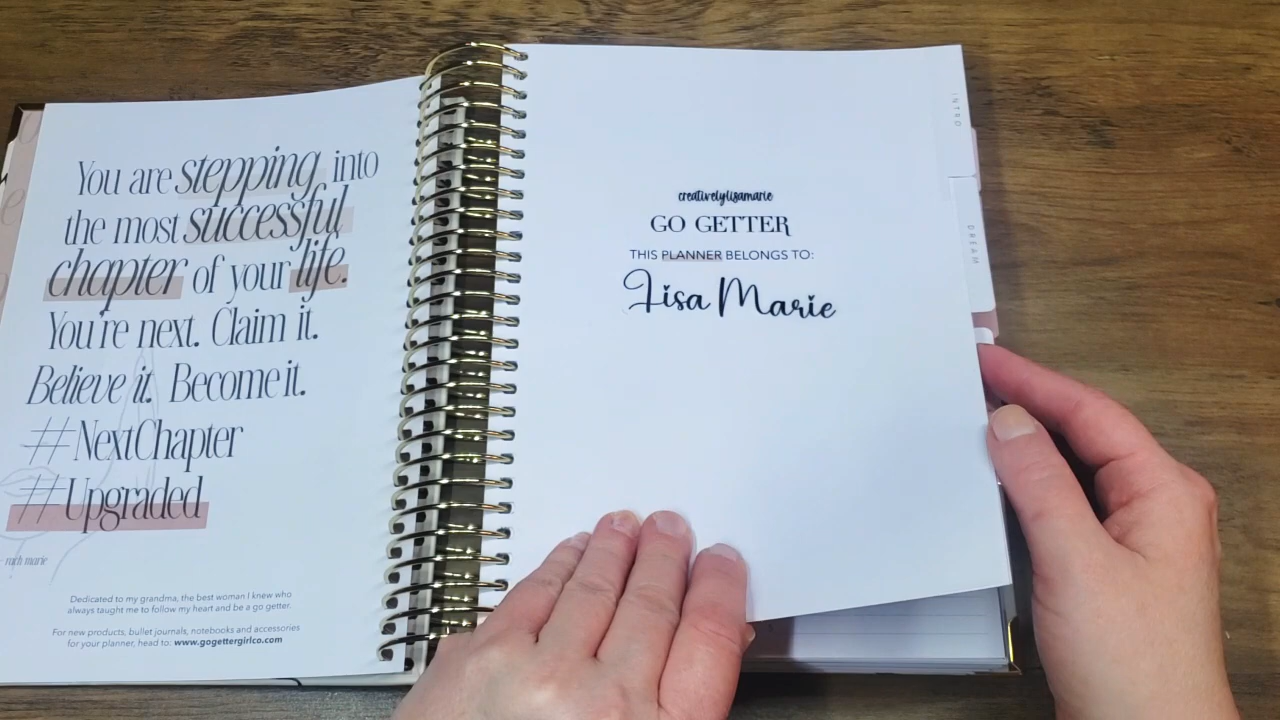 You are stepping into
the most successful
chapter of your life.
You're next. Claim it.
Believe it. Become it.
#NextChapter
#Upgraded
- rach marie
Dedicated to my grandma, the best woman I knew who
always taught me to follow my heart and be a go getter.
For new products, bullet journals, notebooks and accessories
for your planner, head to: www.gogettergirlco.com
creativelylisamarie
GO GETTER
THIS PLANNER BELONGS TO:
Lisa Marie
INTRO
DREAM